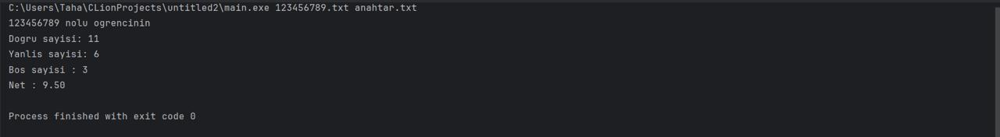 C:\Users\Taha\CLionProjects\untitled2\main.exe 123456789.txt anahtar.txt
123456789 nolu ogrencinin
Dogru sayisi: 11
Yanlis sayisi: 6
Bos sayisi : 3
Net : 9.50
Process finished with exit code 0